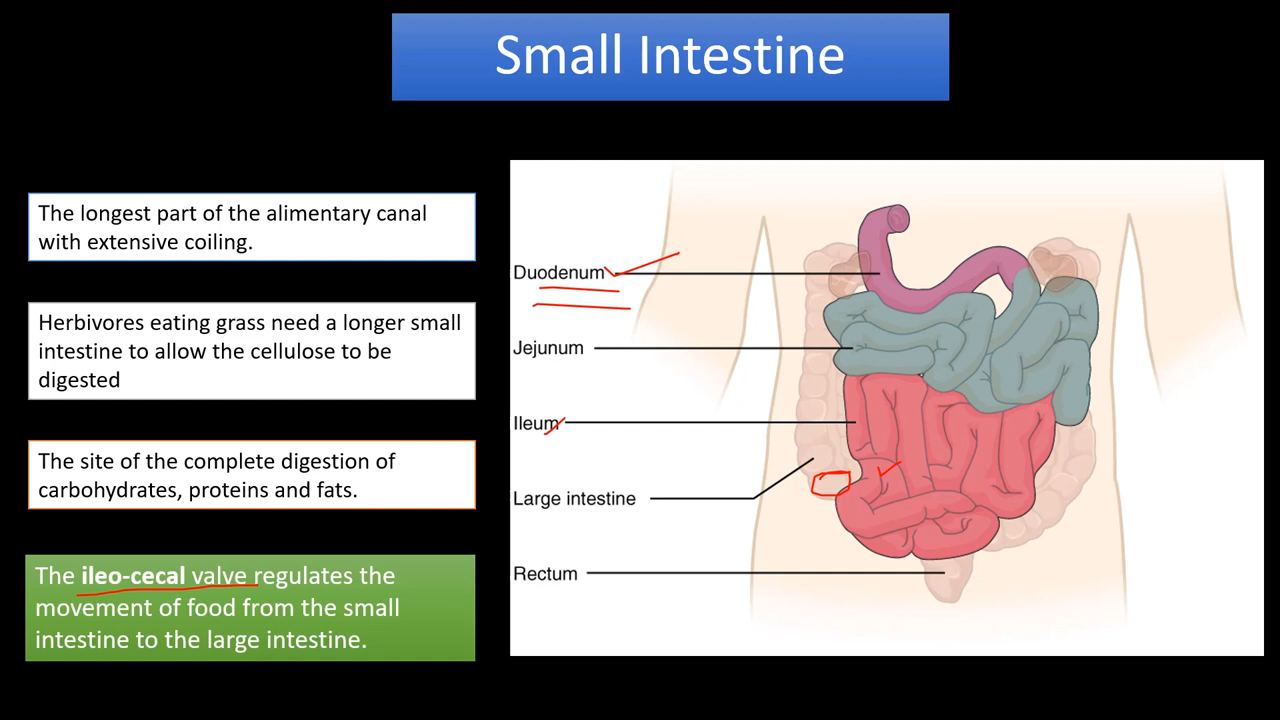 Small Intestine
The longest part of the alimentary canal
with extensive coiling.
Herbivores eating grass need a longer small
intestine to allow the cellulose to be
digested
The site of the complete digestion of
carbohydrates, proteins and fats.
The ileo-cecal valve regulates the
movement of food from the small
intestine to the large intestine.
Duodenum
Jejunum
Ileum
Large intestine
Rectum